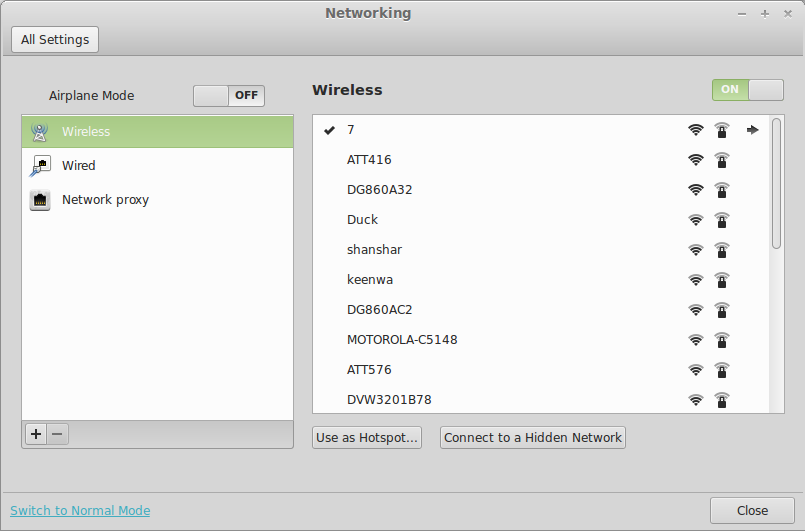 Networking
All Settings
Airplane Mode
OFF
Wireless
ON
Wireless
Wired
Network proxy
7
ATT416
DG860A32
Duck
shanshar
keenwa
DG860AC2
MOTOROLA-C5148
ATT576
DVW3201B78
Use as Hotspot...
Connect to a Hidden Network
Switch to Normal Mode
Close